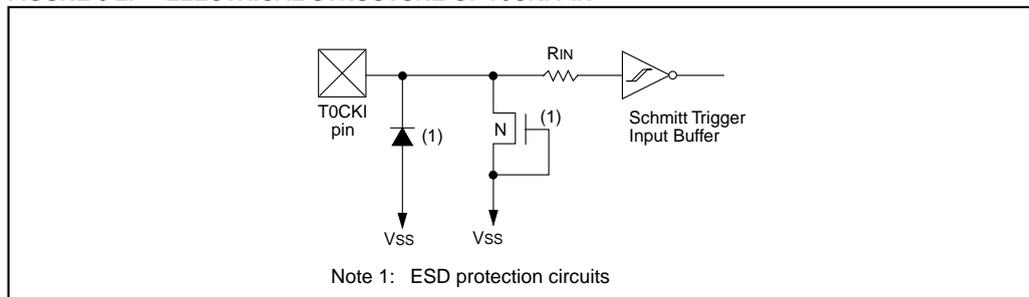 RIN
T0CKI
pin
(1)
N
(1)
Schmitt Trigger
Input Buffer
VSS
VSS
Note 1: ESD protection circuits